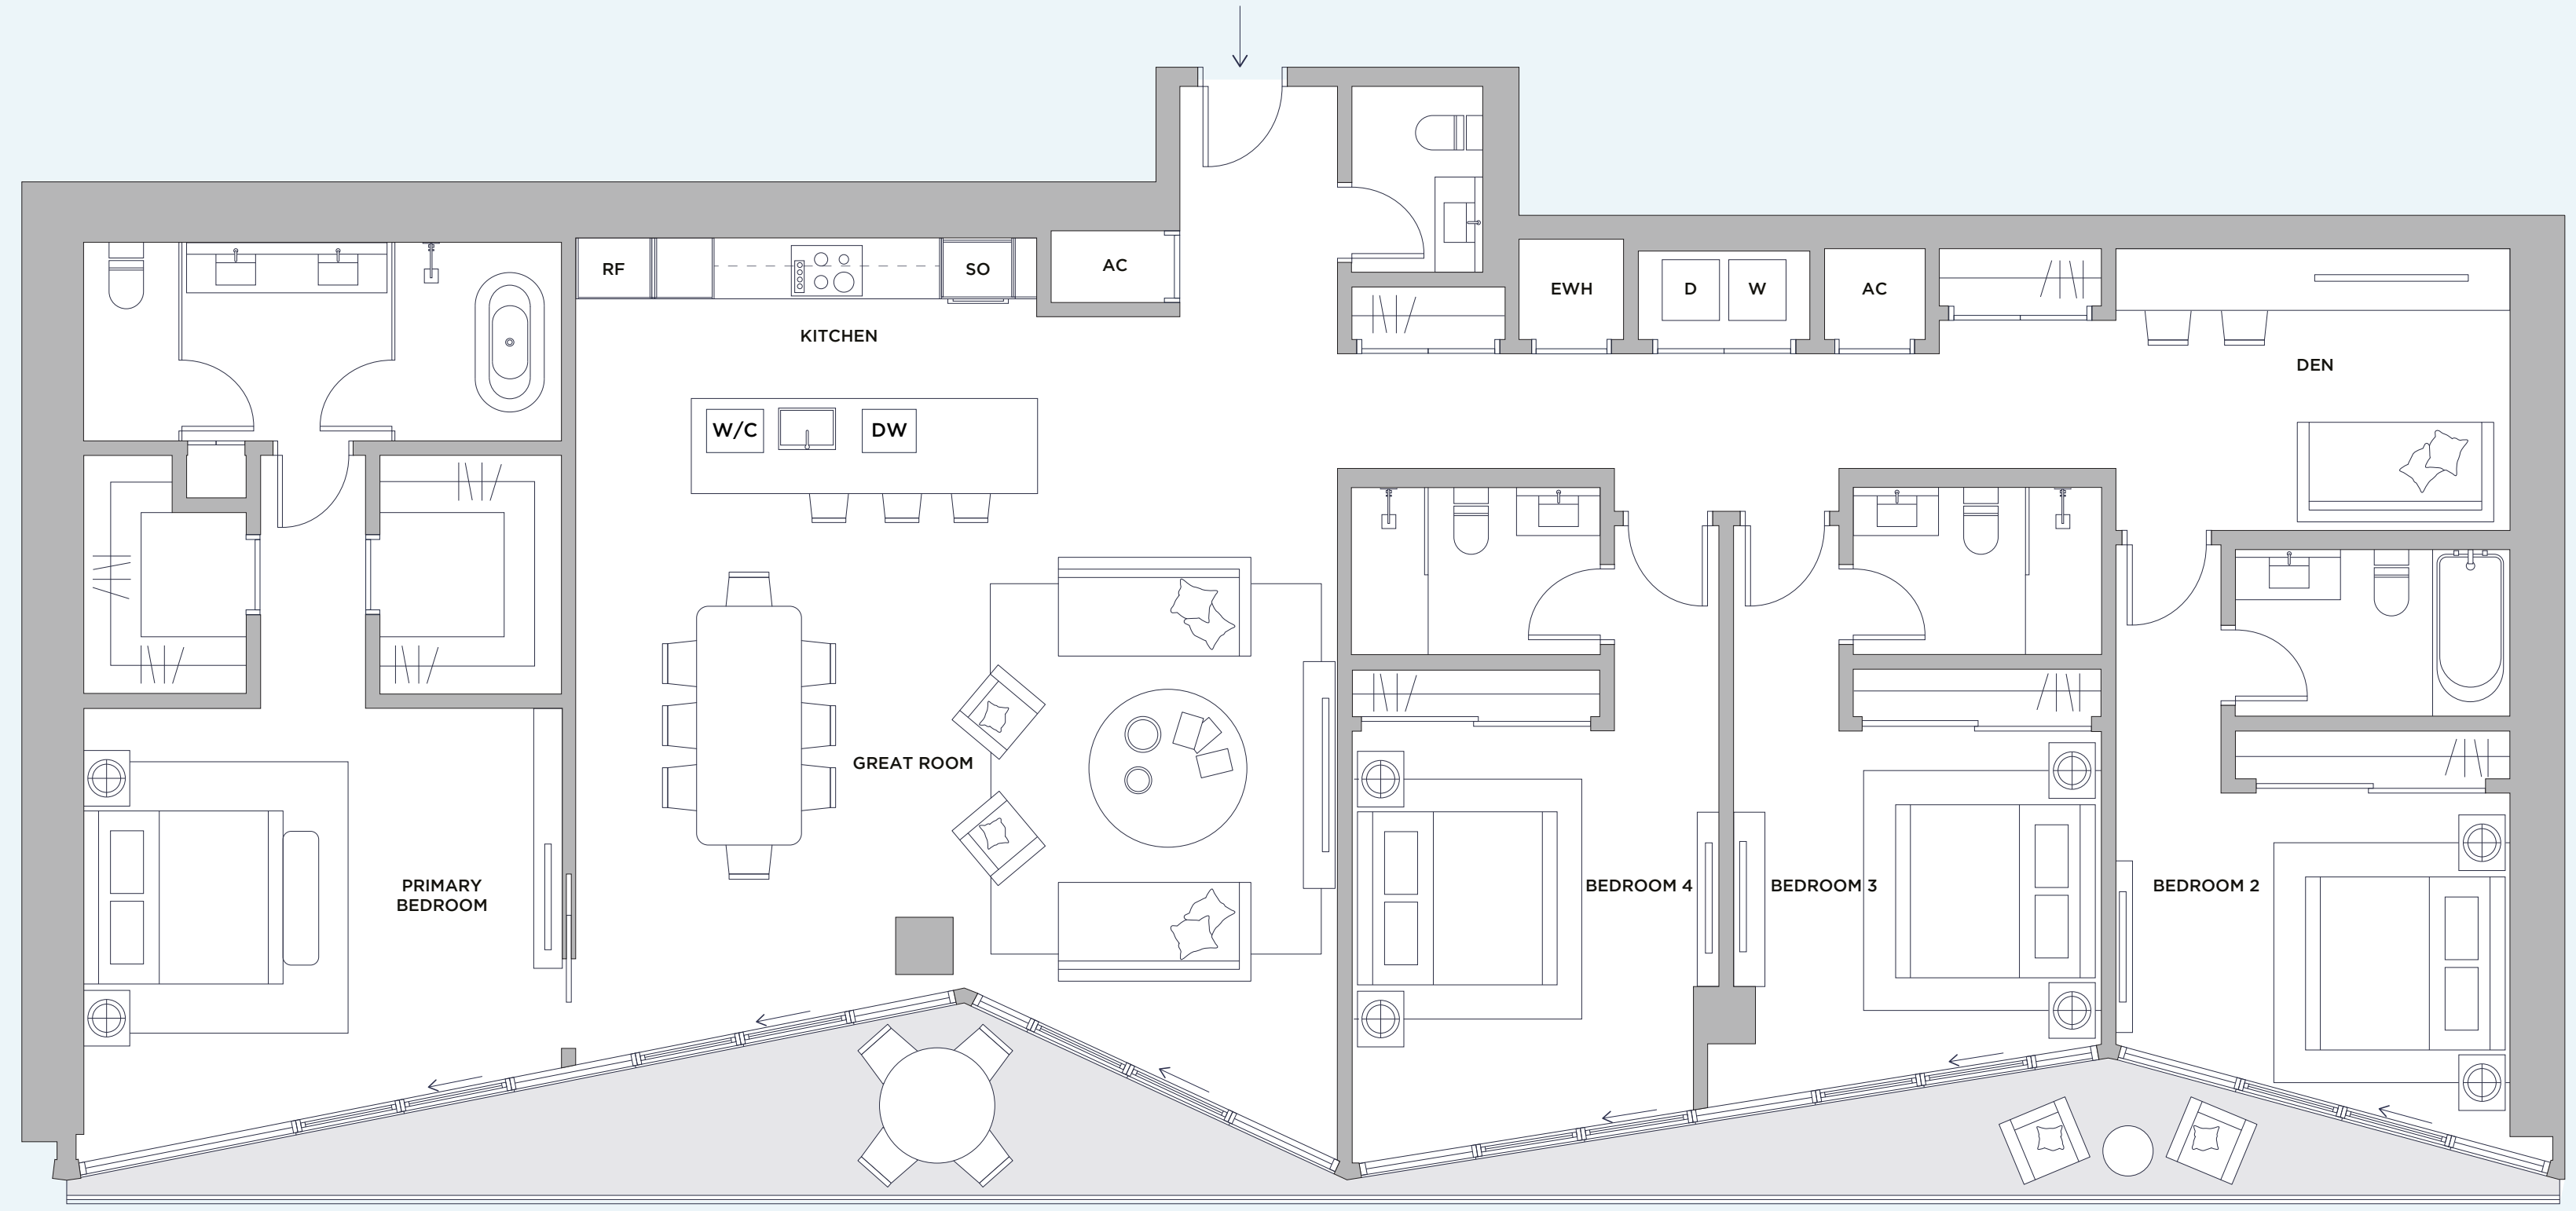 RF
SO
AC
EWH
D
W
AC
KITCHEN
DEN
W/C
DW
GREAT ROOM
PRIMARY
BEDROOM
BEDROOM 4
BEDROOM 3
BEDROOM 2